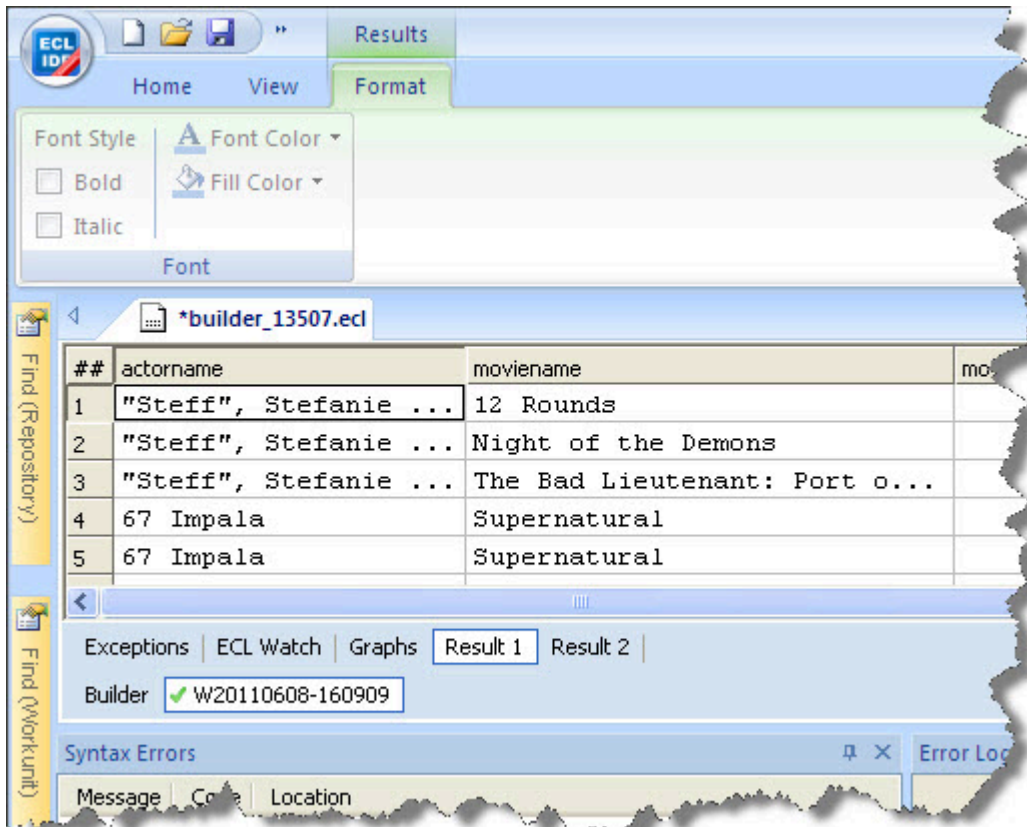 ECL
IDE
Results
Home View Format
Font Style Font Color
Bold Fill Color
Italic
Font
*builder_13507.ecl
Find (Repository)
## actorname moviename
1 "Steff", Stefanie ... 12 Rounds
2 "Steff", Stefanie ... Night of the Demons
3 "Steff", Stefanie ... The Bad Lieutenant: Port o...
4 67 Impala Supernatural
5 67 Impala Supernatural
Exceptions | ECL Watch | Graphs Result 1 Result 2 |
Builder W20110608-160909
Find (Workunit)
Syntax Errors Error Log
Message Code Location